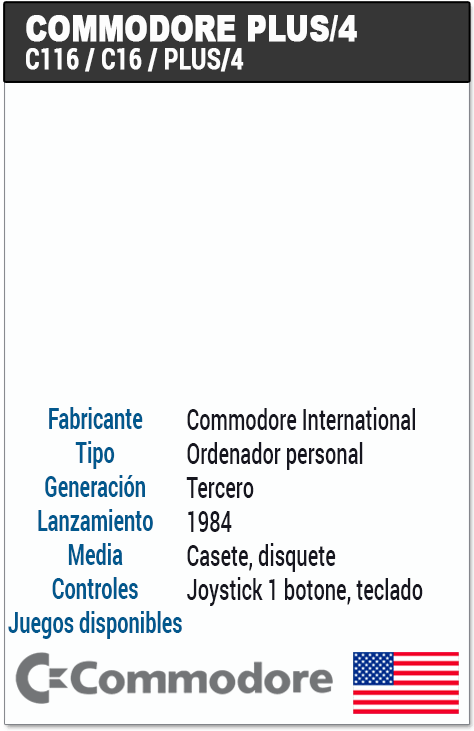 COMMODORE PLUS/4
C116 / C16 / PLUS/4
Fabricante Commodore International
Tipo Ordenador personal
Generación Tercero
Lanzamiento 1984
Media Casete, disquete
Controles Joystick 1 botone, teclado
Juegos disponibles
Commodore